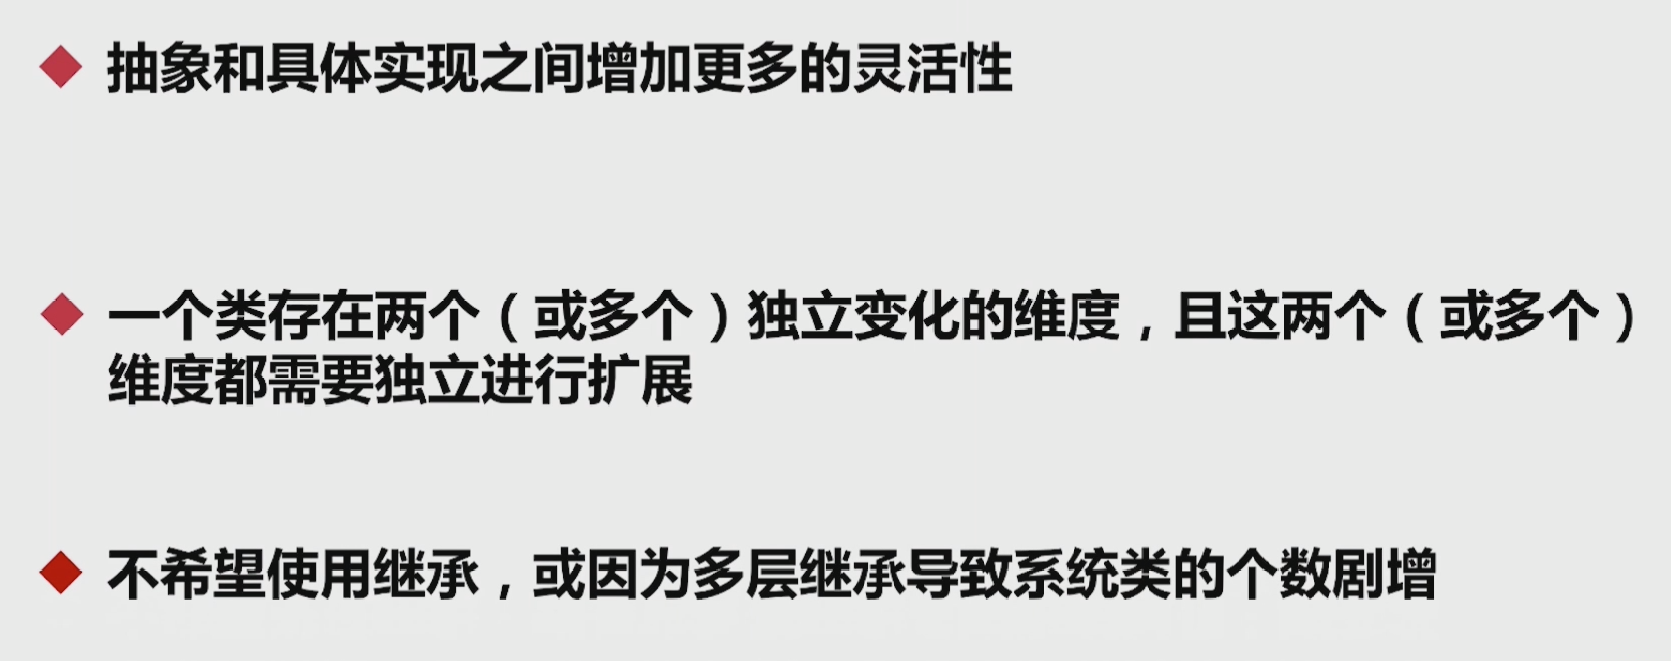 抽象和具体实现之间增加更多的灵活性
一个类存在两个（或多个）独立变化的维度，且这两个（或多个）
维度都需要独立进行扩展
不希望使用继承，或因为多层继承导致系统类的个数剧增